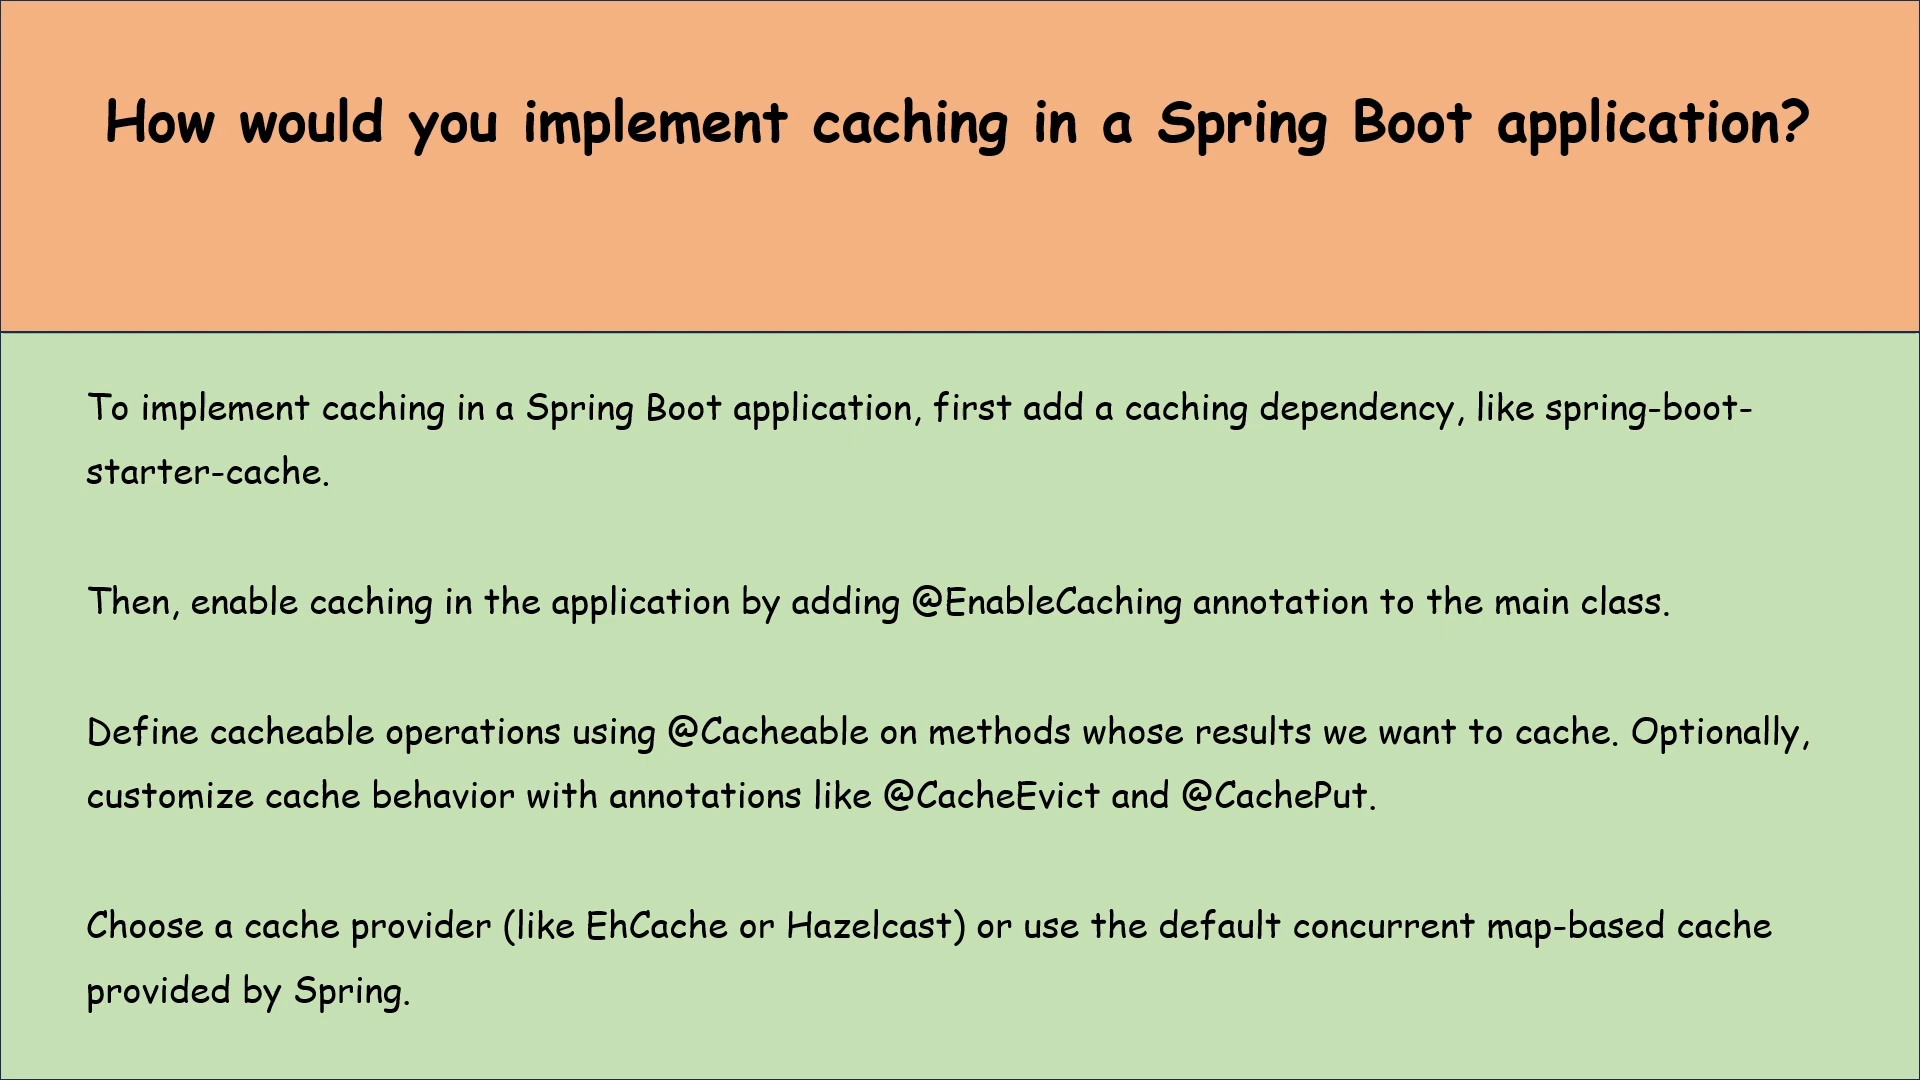 How would you implement caching in a Spring Boot application?
To implement caching in a Spring Boot application, first add a caching dependency, like spring-boot-
starter-cache.
Then, enable caching in the application by adding @EnableCaching annotation to the main class.
Define cacheable operations using @Cacheable on methods whose results we want to cache. Optionally,
customize cache behavior with annotations like @CacheEvict and @CachePut.
Choose a cache provider (like EhCache or Hazelcast) or use the default concurrent map-based cache
provided by Spring.